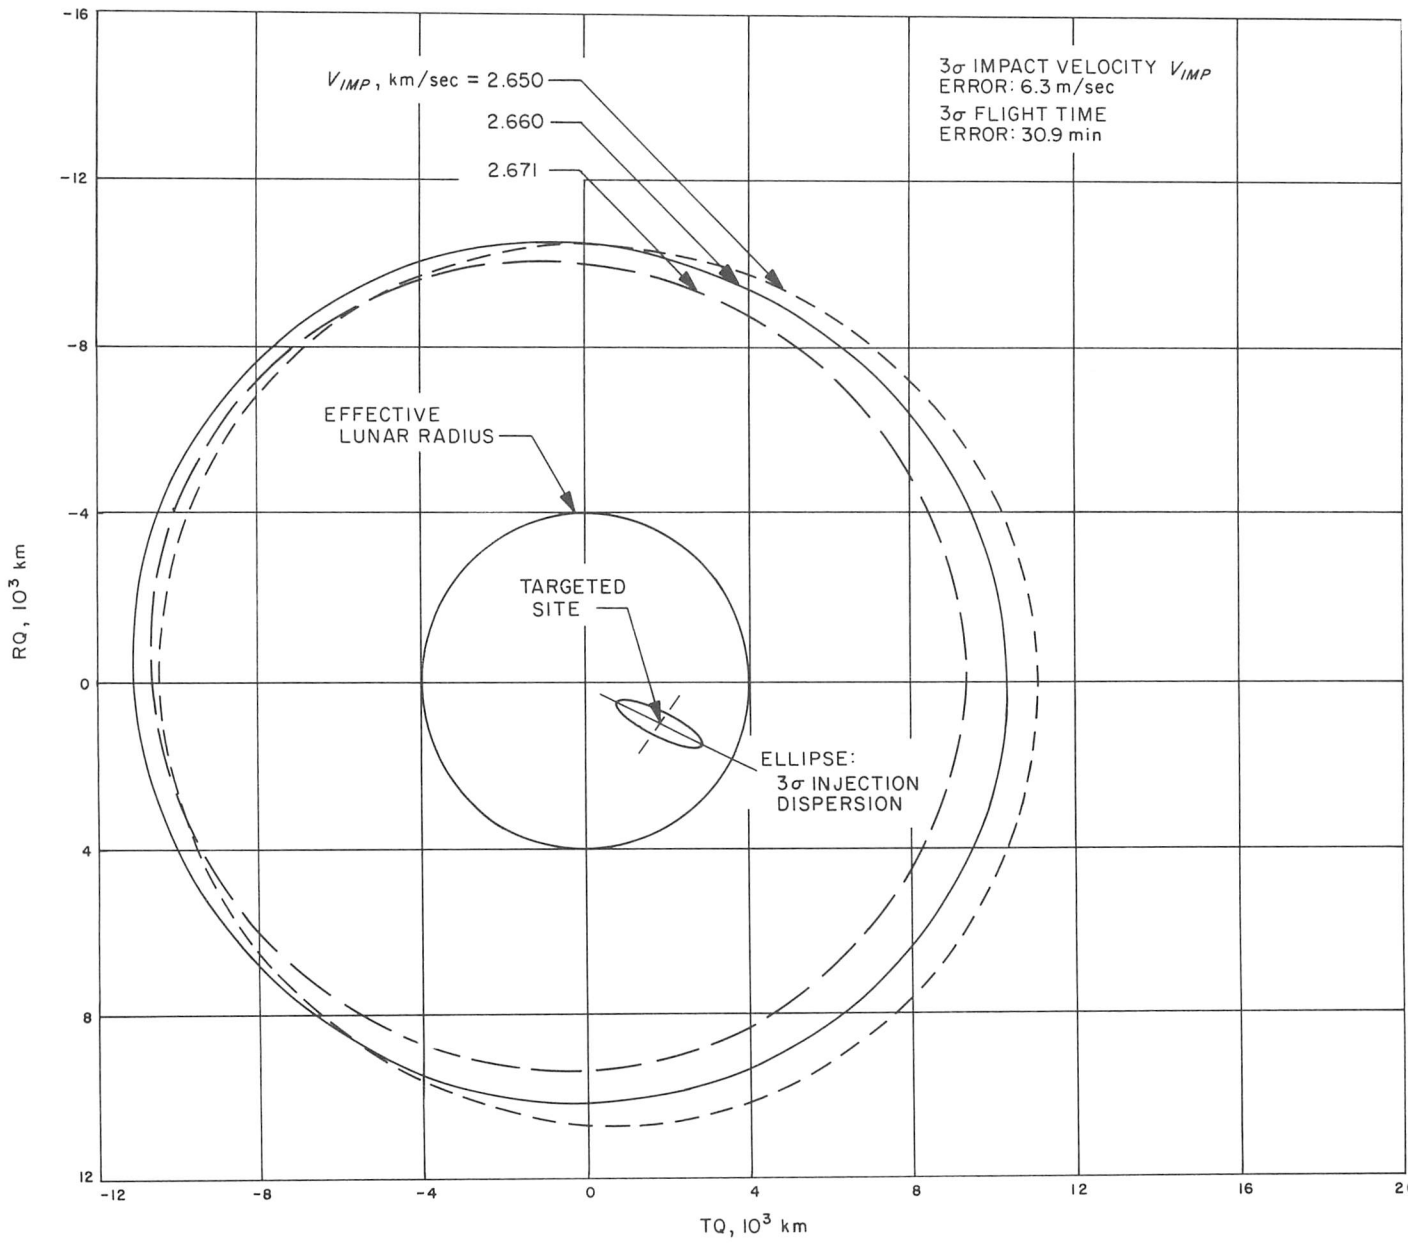 -16
V_IMP, km/sec = 2.650
2.660
2.671
3σ IMPACT VELOCITY V_IMP
ERROR: 6.3 m/sec
3σ FLIGHT TIME
ERROR: 30.9 min
-12
-8
EFFECTIVE
LUNAR RADIUS
-4
TARGETED
SITE
RQ, 10³ km
0
ELLIPSE:
3σ INJECTION
DISPERSION
4
8
12
-12
-8
-4
0
4
8
12
16
2
TQ, 10³ km